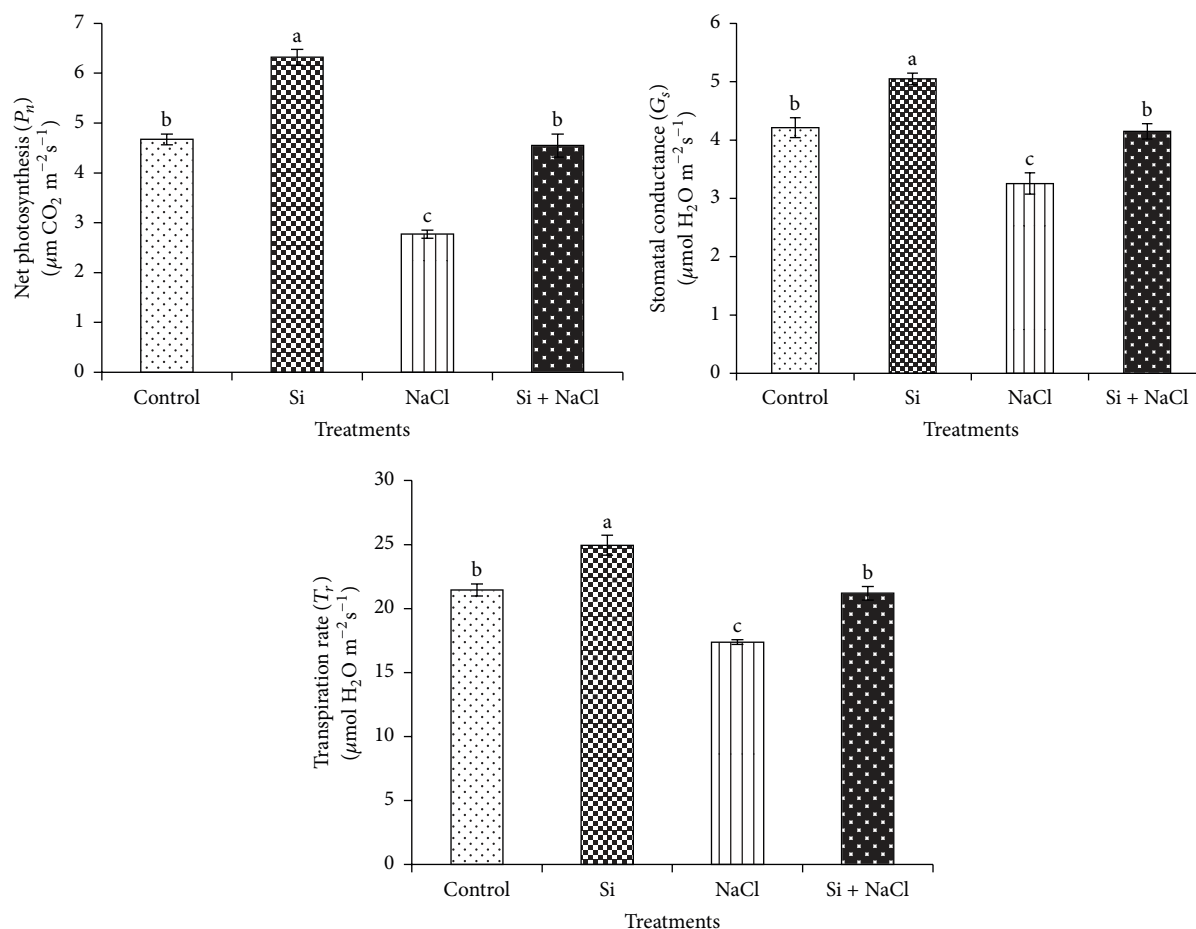 Net photosynthesis (Pₙ)
(μm CO₂ m⁻²s⁻¹)
7
6
5
4
3
2
1
0
b
a
c
b
Control Si NaCl Si + NaCl
Treatments
Stomatal conductance (Gₛ)
(μmol H₂O m⁻²s⁻¹)
6
5
4
3
2
1
0
b
a
c
b
Control Si NaCl Si + NaCl
Treatments
Transpiration rate (Tᵣ)
(μmol H₂O m⁻²s⁻¹)
30
25
20
15
10
5
0
b
a
c
b
Control Si NaCl Si + NaCl
Treatments